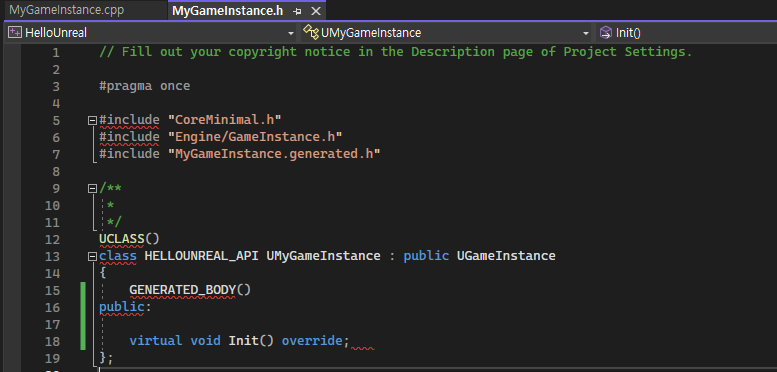 MyGameInstance.cpp
MyGameInstance.h
HelloUnreal
UMyGameInstance
Init()
1 // Fill out your copyright notice in the Description page of Project Settings.
2
3 #pragma once
4
5 #include "CoreMinimal.h"
6 #include "Engine/GameInstance.h"
7 #include "MyGameInstance.generated.h"
8
9 /**
10 *
11 */
12 UCLASS()
13 class HELLOUNREAL_API UMyGameInstance : public UGameInstance
14 {
15 GENERATED_BODY()
16 public:
17
18 virtual void Init() override;
19 };